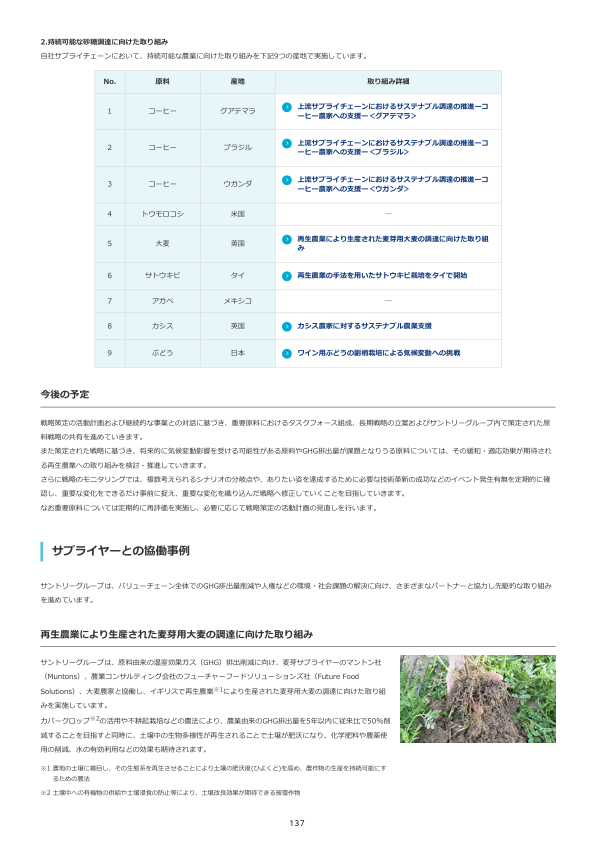 2.持続可能な砂糖調達に向けた取り組み
自社サプライチェーンにおいて、持続可能な農業に向けた取り組みを下記9つの産地で実施しています。
No. 原料 産地 取り組み詳細
1 コーヒー グアテマラ 上流サプライチェーンにおけるサステナブル調達の推進ーコ
ーヒー農家への支援ー＜グアテマラ＞
2 コーヒー ブラジル 上流サプライチェーンにおけるサステナブル調達の推進ーコ
ーヒー農家への支援ー＜ブラジル＞
3 コーヒー ウガンダ 上流サプライチェーンにおけるサステナブル調達の推進ーコ
ーヒー農家への支援ー＜ウガンダ＞
4 トウモロコシ 米国 ―
5 大麦 英国 再生農業により生産された麦芽用大麦の調達に向けた取り組
み
6 サトウキビ タイ 再生農業の手法を用いたサトウキビ栽培をタイで開始
7 アガベ メキシコ ―
8 カシス 英国 カシス農家に対するサステナブル農業支援
9 ぶどう 日本 ワイン用ぶどうの副梢栽培による気候変動への挑戦
今後の予定
戦略策定の活動計画および継続的な事業との対話に基づき、重要原料におけるタスクフォース組成、長期戦略の立案およびサントリーグループ内で策定された原
料戦略の共有を進めていきます。
また策定された戦略に基づき、将来的に気候変動影響を受ける可能性がある原料やGHG排出量が課題となりうる原料については、その緩和・適応効果が期待され
る再生農業への取り組みを検討・推進していきます。
さらに戦略のモニタリングでは、複数考えられるシナリオの分岐点や、ありたい姿を達成するために必要な技術革新の成功などのイベント発生有無を定期的に確
認し、重要な変化をできるだけ事前に捉え、重要な変化を織り込んだ戦略へ修正していくことを目指していきます。
なお重要原料については定期的に再評価を実施し、必要に応じて戦略策定の活動計画の見直しを行います。
サプライヤーとの協働事例
サントリーグループは、バリューチェーン全体でのGHG排出量削減や人権などの環境・社会課題の解決に向け、さまざまなパートナーと協力し先駆的な取り組み
を進めています。
再生農業により生産された麦芽用大麦の調達に向けた取り組み
サントリーグループは、原料由来の温室効果ガス（GHG）排出削減に向け、麦芽サプライヤーのマントン社
（Muntons）、農業コンサルティング会社のフューチャーフードソリューションズ社（Future Food
Solutions）、大麦農家と協働し、イギリスで再生農業※1により生産された麦芽用大麦の調達に向けた取り組
みを実施しています。
カバークロップ※2の活用や不耕起栽培などの農法により、農業由来のGHG排出量を5年以内に従来比で50%削
減することを目指すと同時に、土壌中の生物多様性が再生されることで土壌が肥沃になり、化学肥料や農薬使
用の削減、水の有効利用などの効果も期待されます。
※1 農地の土壌に着目し、その生態系を再生させることにより土壌の肥沃度(ひよくど)を高め、農作物の生産を持続可能にす
るための農法
※2 土壌中への有機物の供給や土壌浸食の防止等により、土壌改良効果が期待できる被覆作物
137